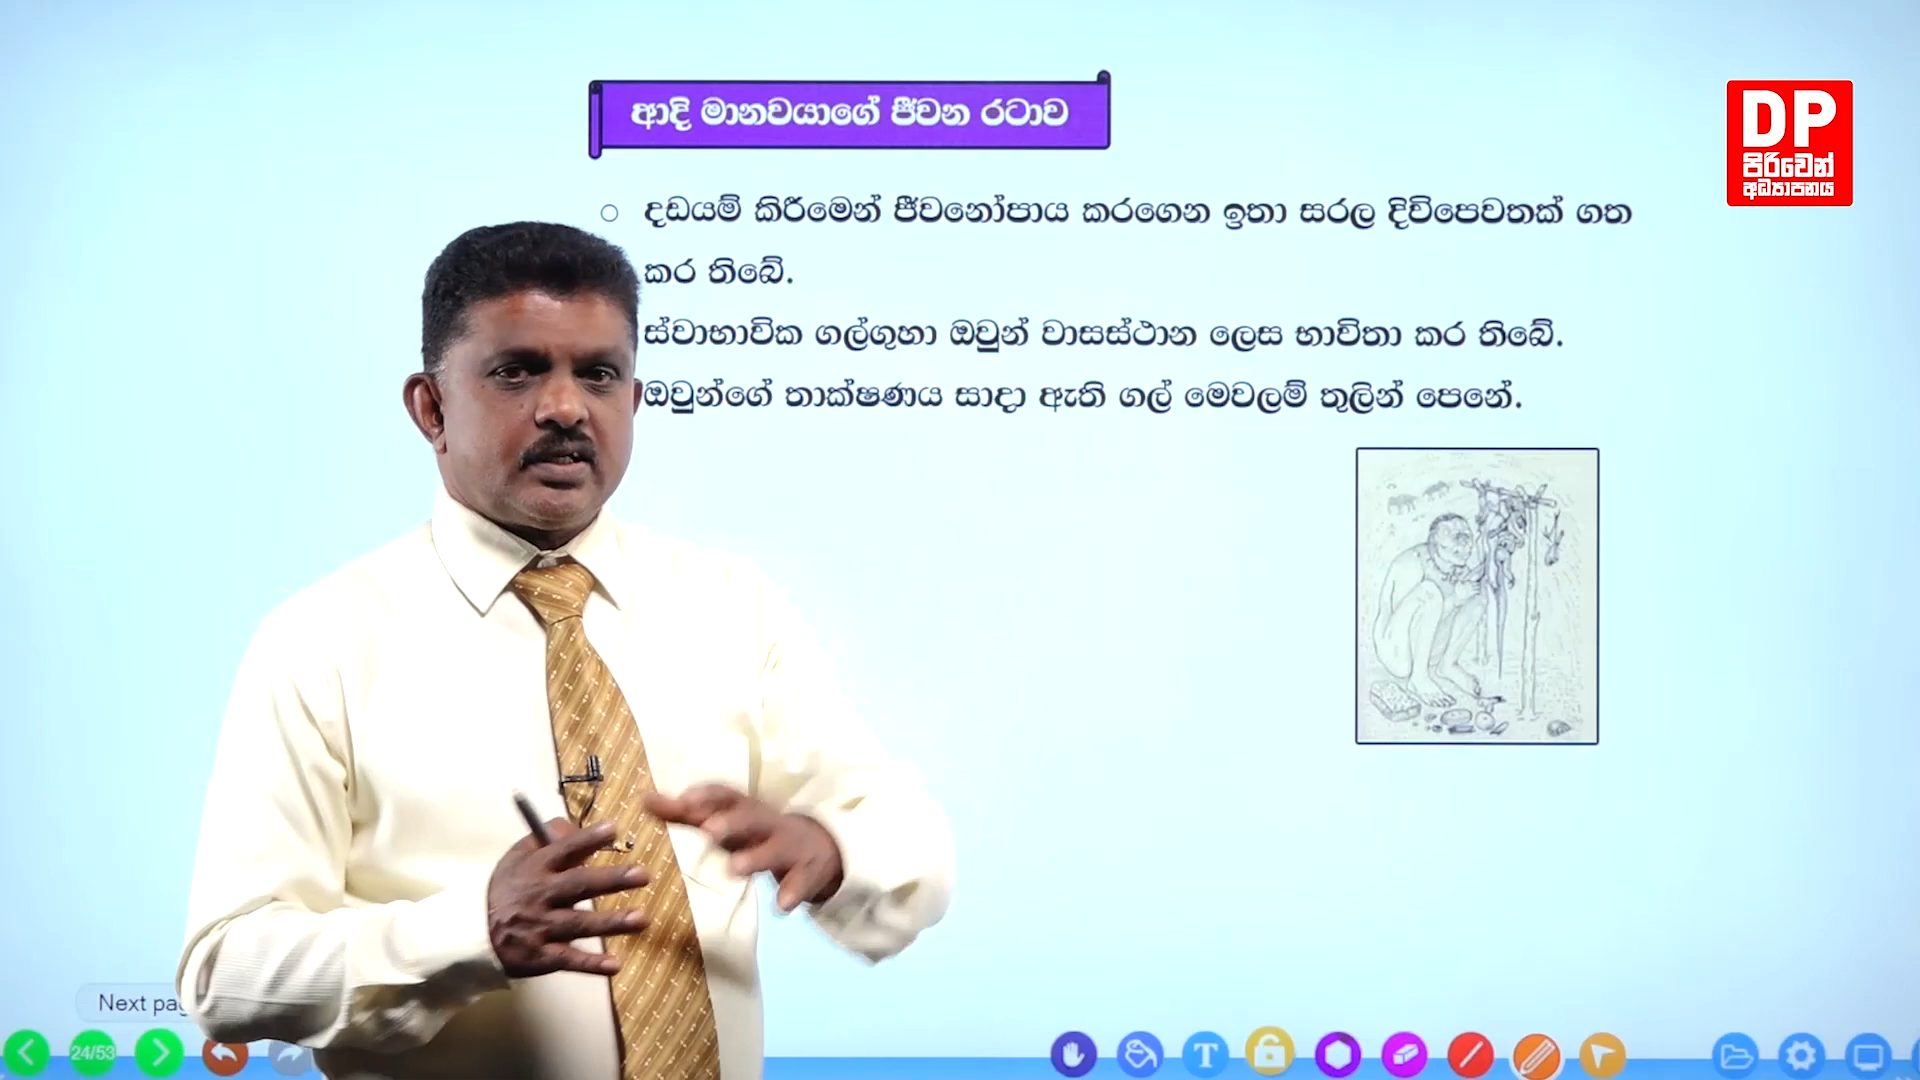 ආදි මානවයාගේ ජීවන රටාව
DP
පිරිවෙන්
අධ්‍යාපනය
දඩයම් කිරීමෙන් ජීවනෝපාය කරගෙන ඉතා සරල දිවිපෙවතක් ගත
කර තිබේ.
ස්වාභාවික ගල්ගුහා ඔවුන් වාසස්ථාන ලෙස භාවිතා කර තිබේ.
ඔවුන්ගේ තාක්ෂණය සාදා ඇති ගල් මෙවලම් තුලින් පෙනේ.
Next
24/53
T